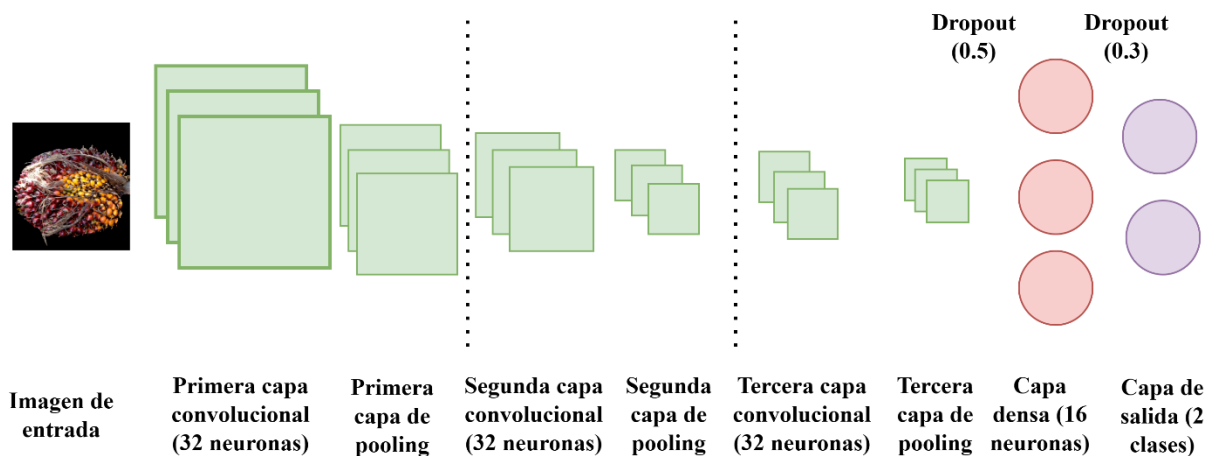 Dropout
(0.5)
Dropout
(0.3)
Imagen de
entrada
Primera capa
convolucional
(32 neuronas)
Primera
capa de
pooling
Segunda capa
convolucional
(32 neuronas)
Segunda
capa de
pooling
Tercera capa
convolucional
(32 neuronas)
Tercera
capa de
pooling
Capa
densa (16
neuronas)
Capa de
salida (2
clases)